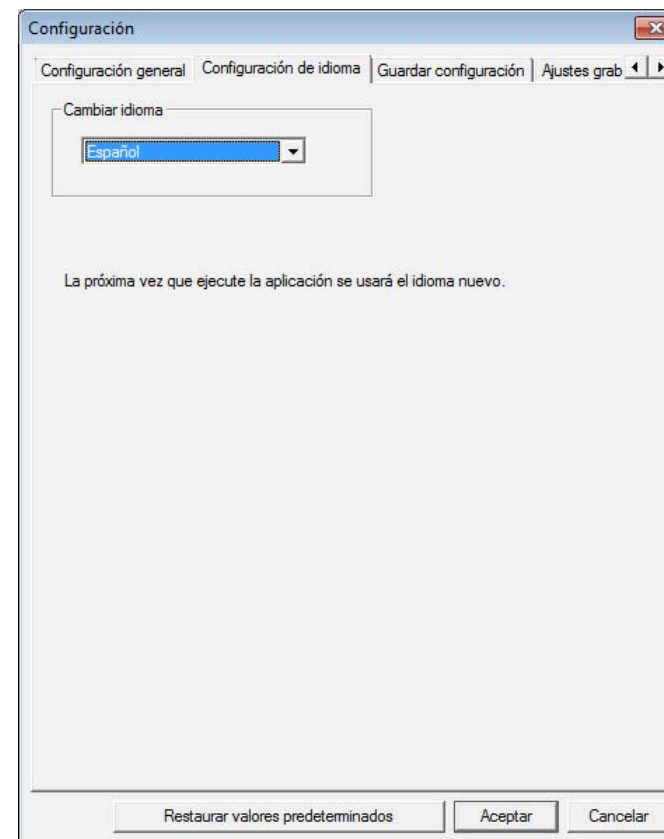 Configuración
Configuración general
Configuración de idioma
Guardar configuración
Ajustes grab
Cambiar idioma
Español
La próxima vez que ejecute la aplicación se usará el idioma nuevo.
Restaurar valores predeterminados
Aceptar
Cancelar